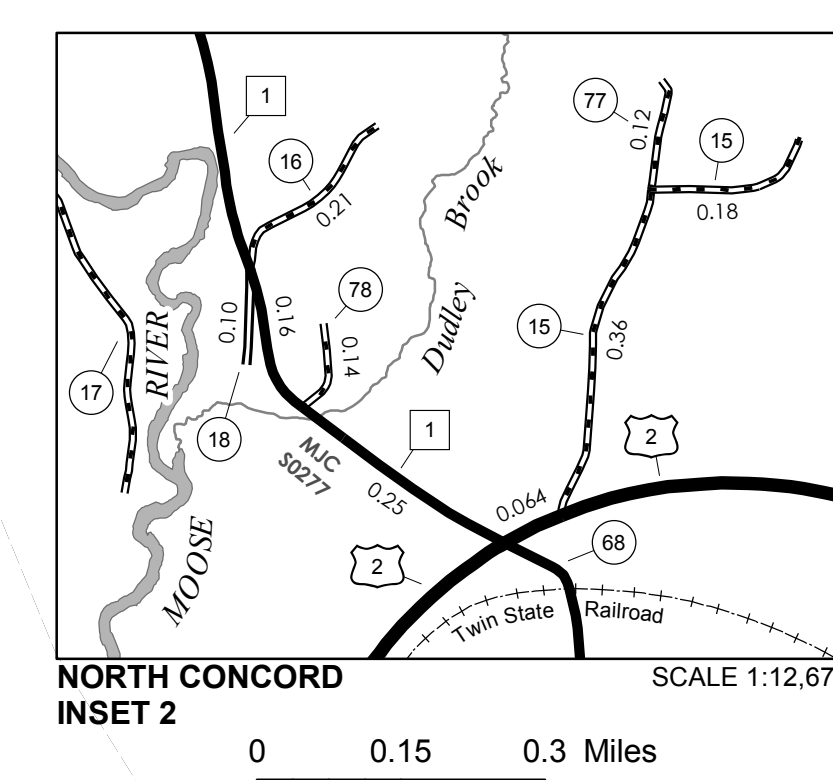 1
16
0.21
77
0.12
15
0.18
Brook
Dudley
0.10
0.16
78
0.14
15
0.36
RIVER
17
18
1
MJC
S0277
0.25
2
0.064
68
2
MOOSE
Twin State Railroad
NORTH CONCORD
INSET 2
SCALE 1:12,67
0 0.15 0.3 Miles